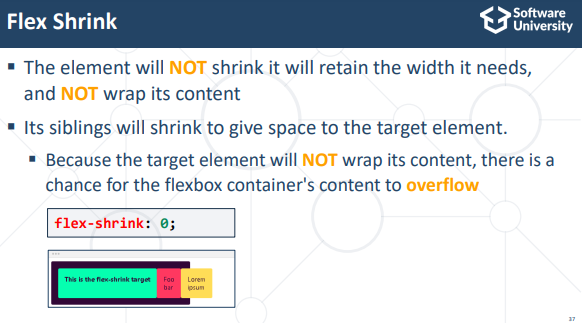 Flex Shrink
Software
University
▪ The element will NOT shrink it will retain the width it needs,
and NOT wrap its content
▪ Its siblings will shrink to give space to the target element.
▪ Because the target element will NOT wrap its content, there is a
chance for the flexbox container's content to overflow
flex-shrink: 0;
This is the flex-shrink target
Foo
bar
Lorem
ipsum
37